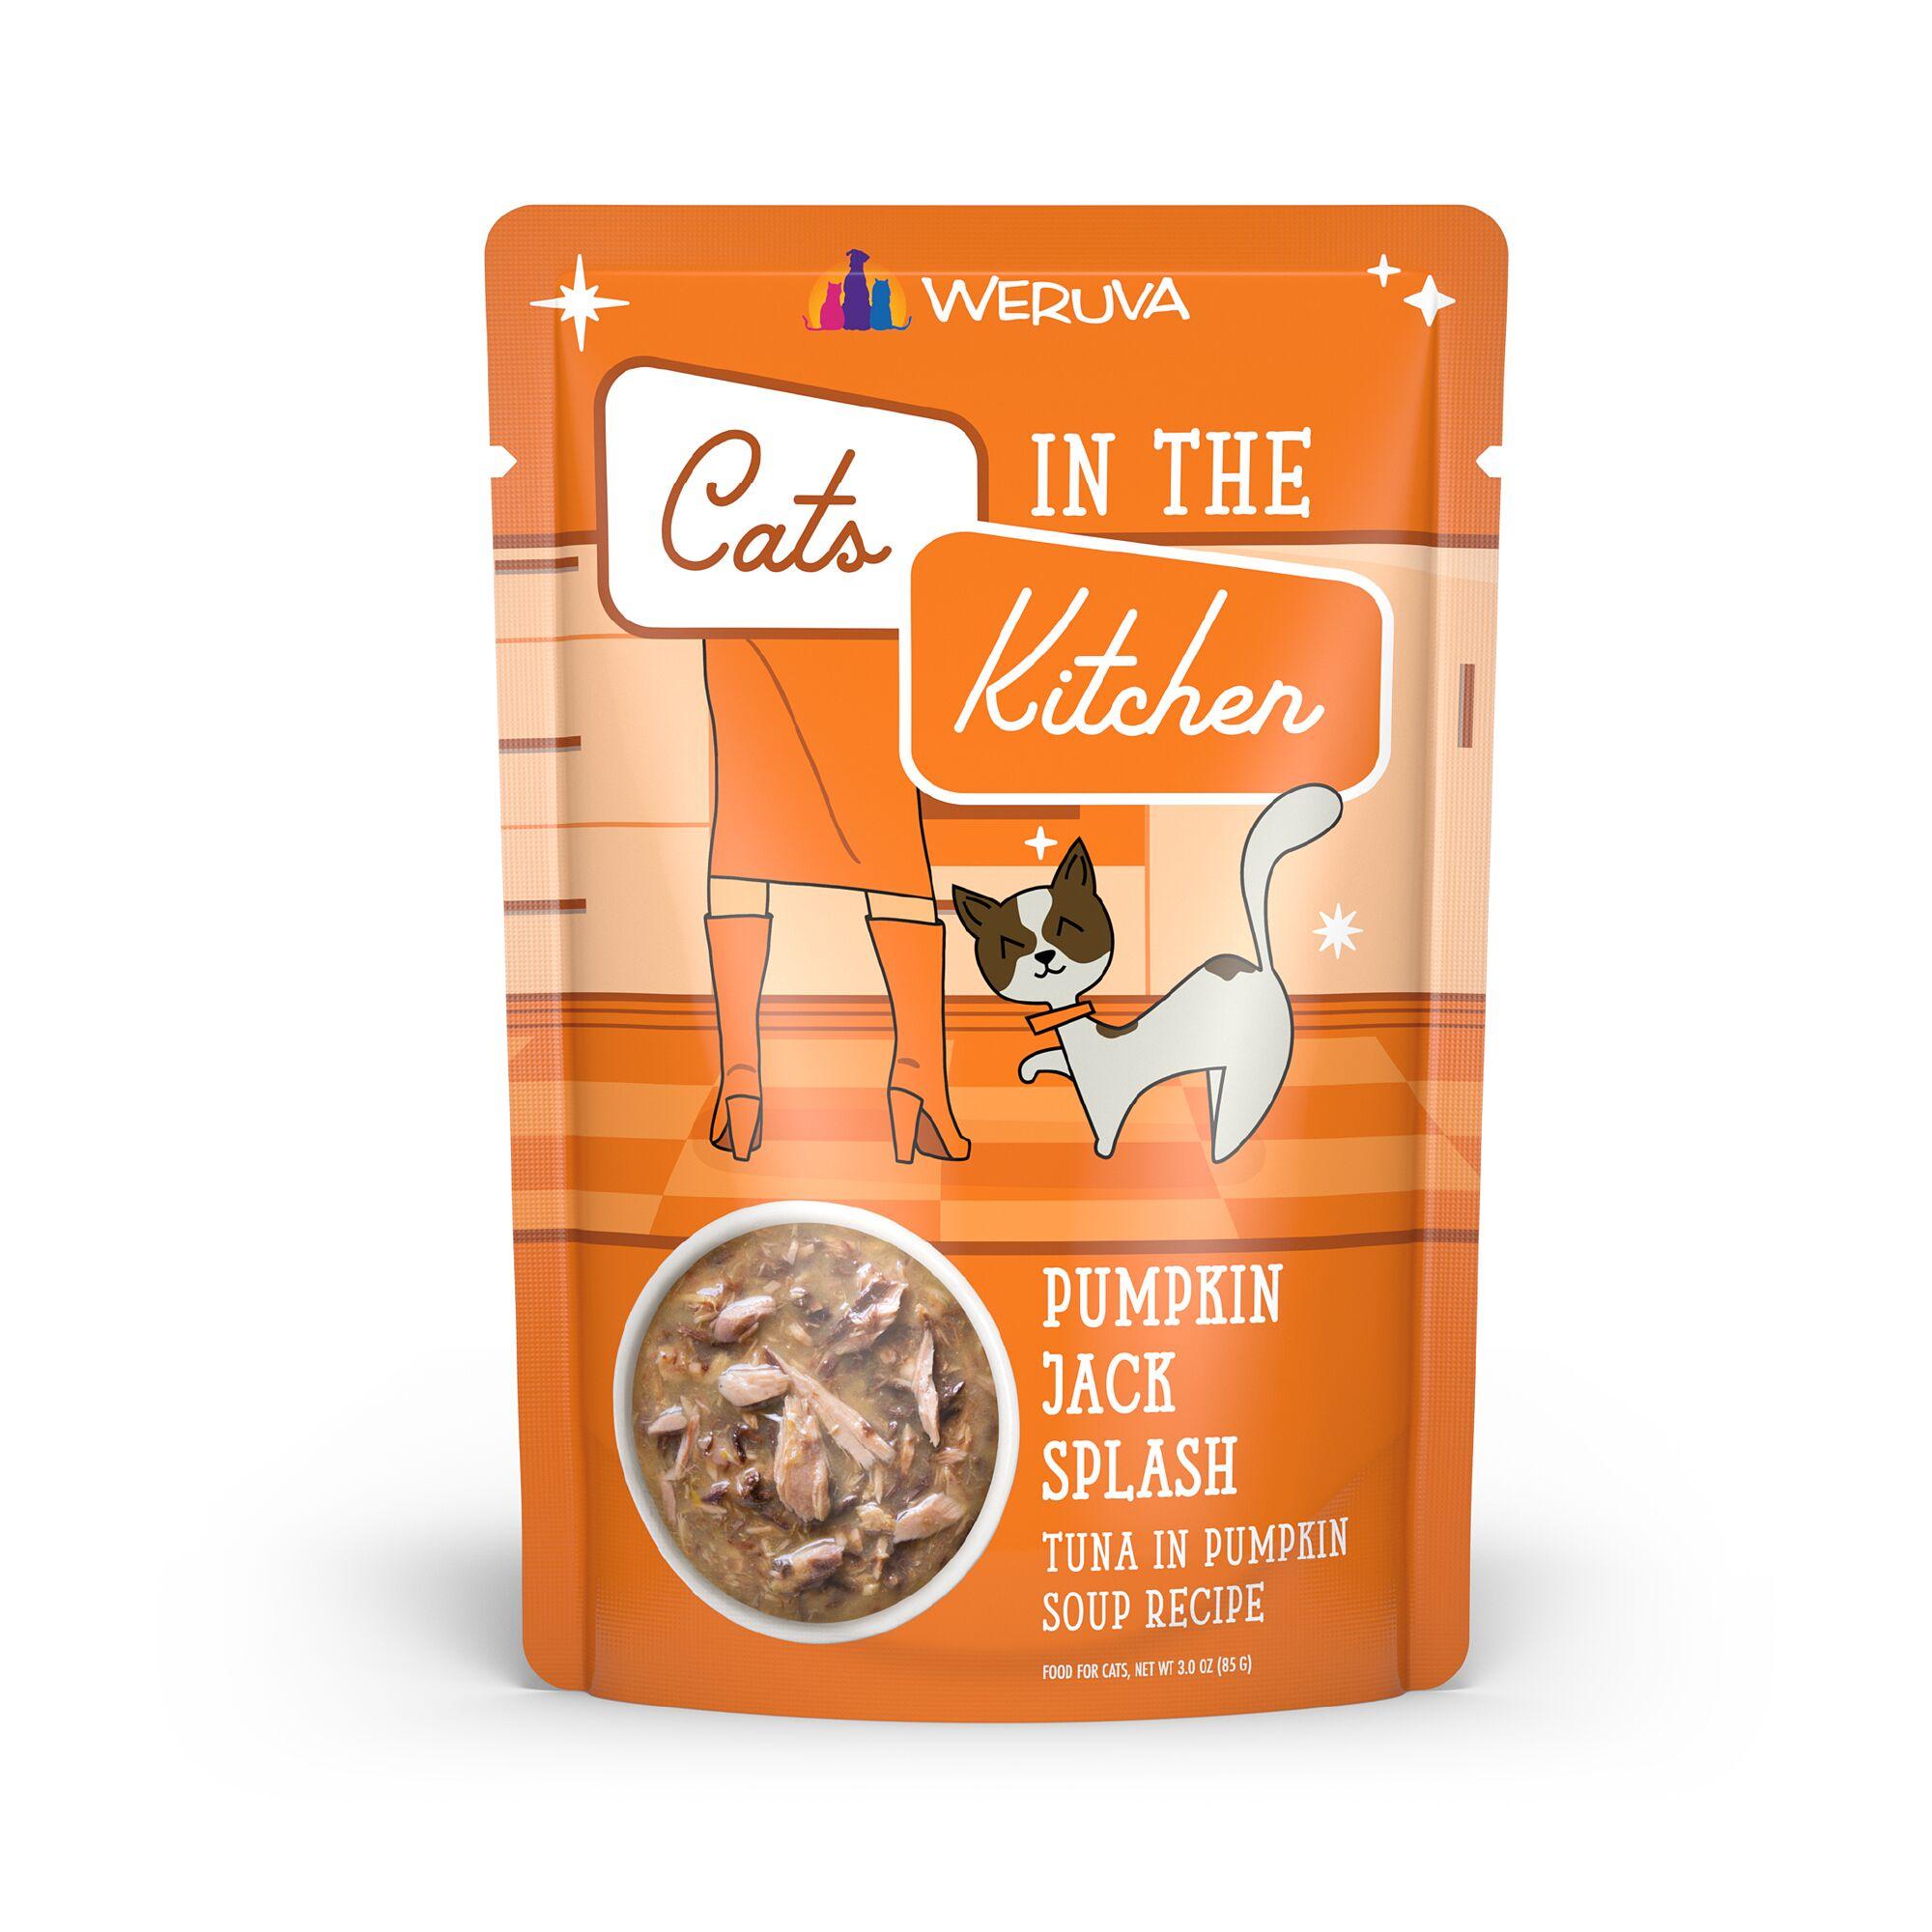 WERUVA
Cats IN THE
Kitchen
PUMPKIN
JACK
SPLASH
TUNA IN PUMPKIN
SOUP RECIPE
FOOD FOR CATS, NET WT 3.0 OZ (85 G)